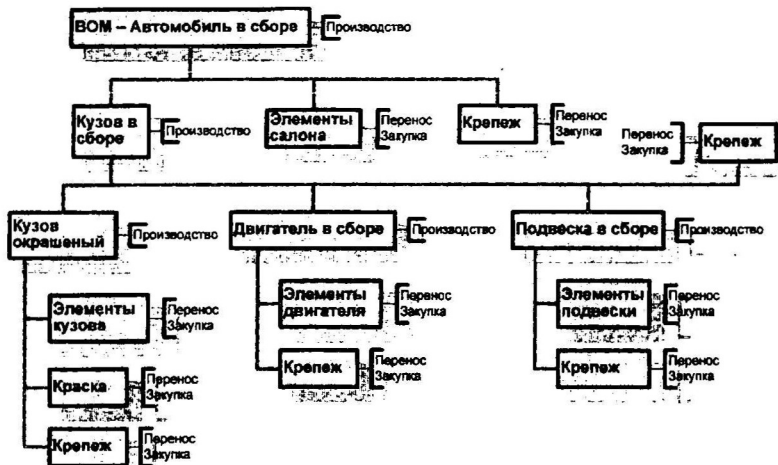 BOM – Автомобиль в сборе
Производство
Кузов в
сборе
Производство
Элементы
салона
Перенос
Закупка
Крепеж
Перенос
Закупка
Перенос
Закупка
Крепеж
Кузов
окрашеный
Производство
Двигатель в сборе
Производство
Подвеска в сборе
Производство
Элементы
кузова
Перенос
Закупка
Элементы
двигателя
Перенос
Закупка
Элементы
подвески
Перенос
Закупка
Краска
Перенос
Закупка
Крепеж
Перенос
Закупка
Крепеж
Перенос
Закупка
Крепеж
Перенос
Закупка